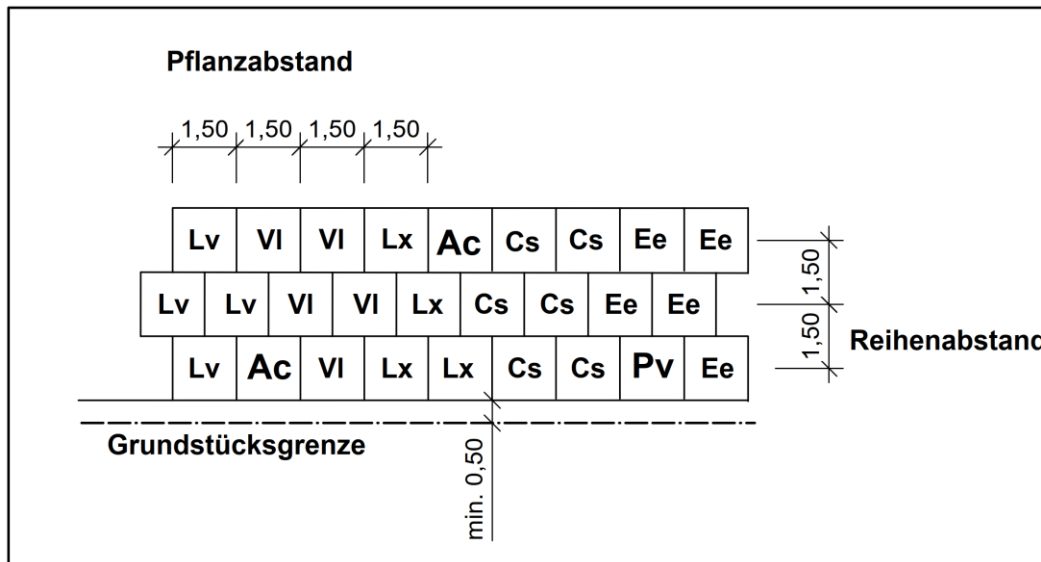 Pflanzabstand
1,50 1,50 1,50 1,50
Lv Vl Vl Lx Ac Cs Cs Ee Ee
1,50
Lv Lv Vl Vl Lx Cs Cs Ee Ee
1,50
Reihenabstand
Lv Ac Vl Lx Lx Cs Cs Pv Ee
Grundstücksgrenze
min. 0,50